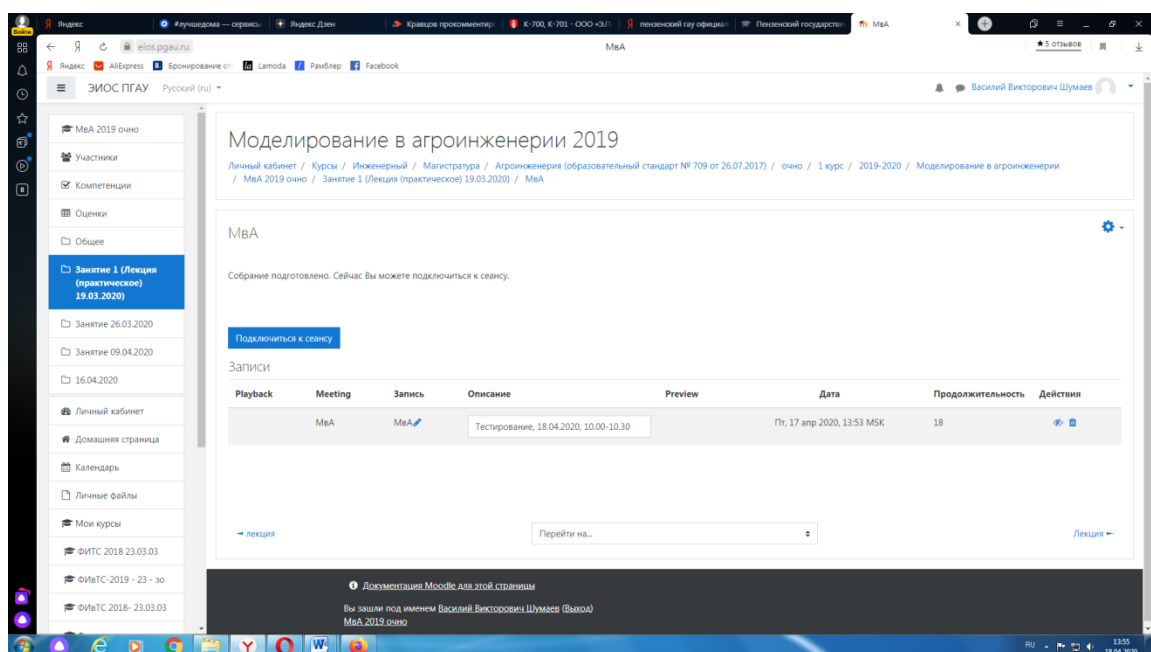 Войти
Яндекс
#лучшедома — сервисы
Яндекс Дзен
Кравцов прокомментир
К-700, К-701 - ООО «З.П
пензенский гау официал
Пензенский государстве
МвА
eios.pgau.ru
МвА
★ 5 отзывов
Яндекс
AliExpress
Бронирование от
Lamoda
Рамблер
Facebook
ЭИОС ПГАУ
Русский (ru)
Василий Викторович Шумаев
МвА 2019 очно
Участники
Компетенции
Оценки
Общее
Занятие 1 (Лекция
(практическое)
19.03.2020)
Занятие 26.03.2020
Занятие 09.04.2020
16.04.2020
Личный кабинет
Домашняя страница
Календарь
Личные файлы
Мои курсы
ФИТС 2018 23.03.03
ФИвТС-2019 - 23 - зо
ФИвТС 2018- 23.03.03
Моделирование в агроинженерии 2019
Личный кабинет / Курсы / Инженерный / Магистратура / Агроинженерия (образовательный стандарт № 709 от 26.07.2017) / очно / 1 курс / 2019-2020 / Моделирование в агроинженерии
/ МвА 2019 очно / Занятие 1 (Лекция (практическое) 19.03.2020) / МвА
МвА
Собрание подготовлено. Сейчас Вы можете подключиться к сеансу.
Подключиться к сеансу
Записи
Playback Meeting Запись Описание Preview Дата Продолжительность Действия
МвА МвА Тестирование, 18.04.2020, 10.00-10.30 Пт, 17 апр 2020, 13:53 MSK 18
◄ лекция
Перейти на...
Лекция ►
Документация Moodle для этой страницы
Вы зашли под именем Василий Викторович Шумаев (Выход)
МвА 2019 очно
RU
13:55
18.04.2020